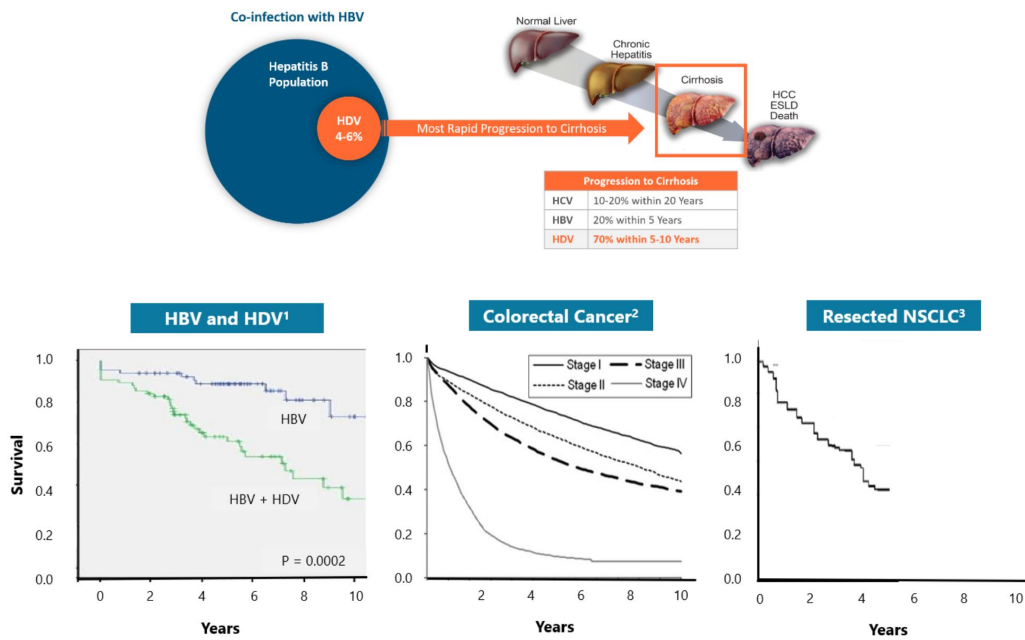 Co-infection with HBV
Hepatitis B
Population
HDV
4-6%
Most Rapid Progression to Cirrhosis
Normal Liver
Chronic
Hepatitis
Cirrhosis
HCC
ESLD
Death
Progression to Cirrhosis
HCV 10-20% within 20 Years
HBV 20% within 5 Years
HDV 70% within 5-10 Years
HBV and HDV¹
Survival
1.0
0.8
0.6
0.4
0.2
0.0
HBV
HBV + HDV
P = 0.0002
0 2 4 6 8 10
Years
Colorectal Cancer²
1.0
0.8
0.6
0.4
0.2
0.0
Stage I
Stage II
Stage III
Stage IV
2 4 6 8 10
Years
Resected NSCLC³
1.0
0.8
0.6
0.4
0.2
0.0
0 2 4 6 8 10
Years